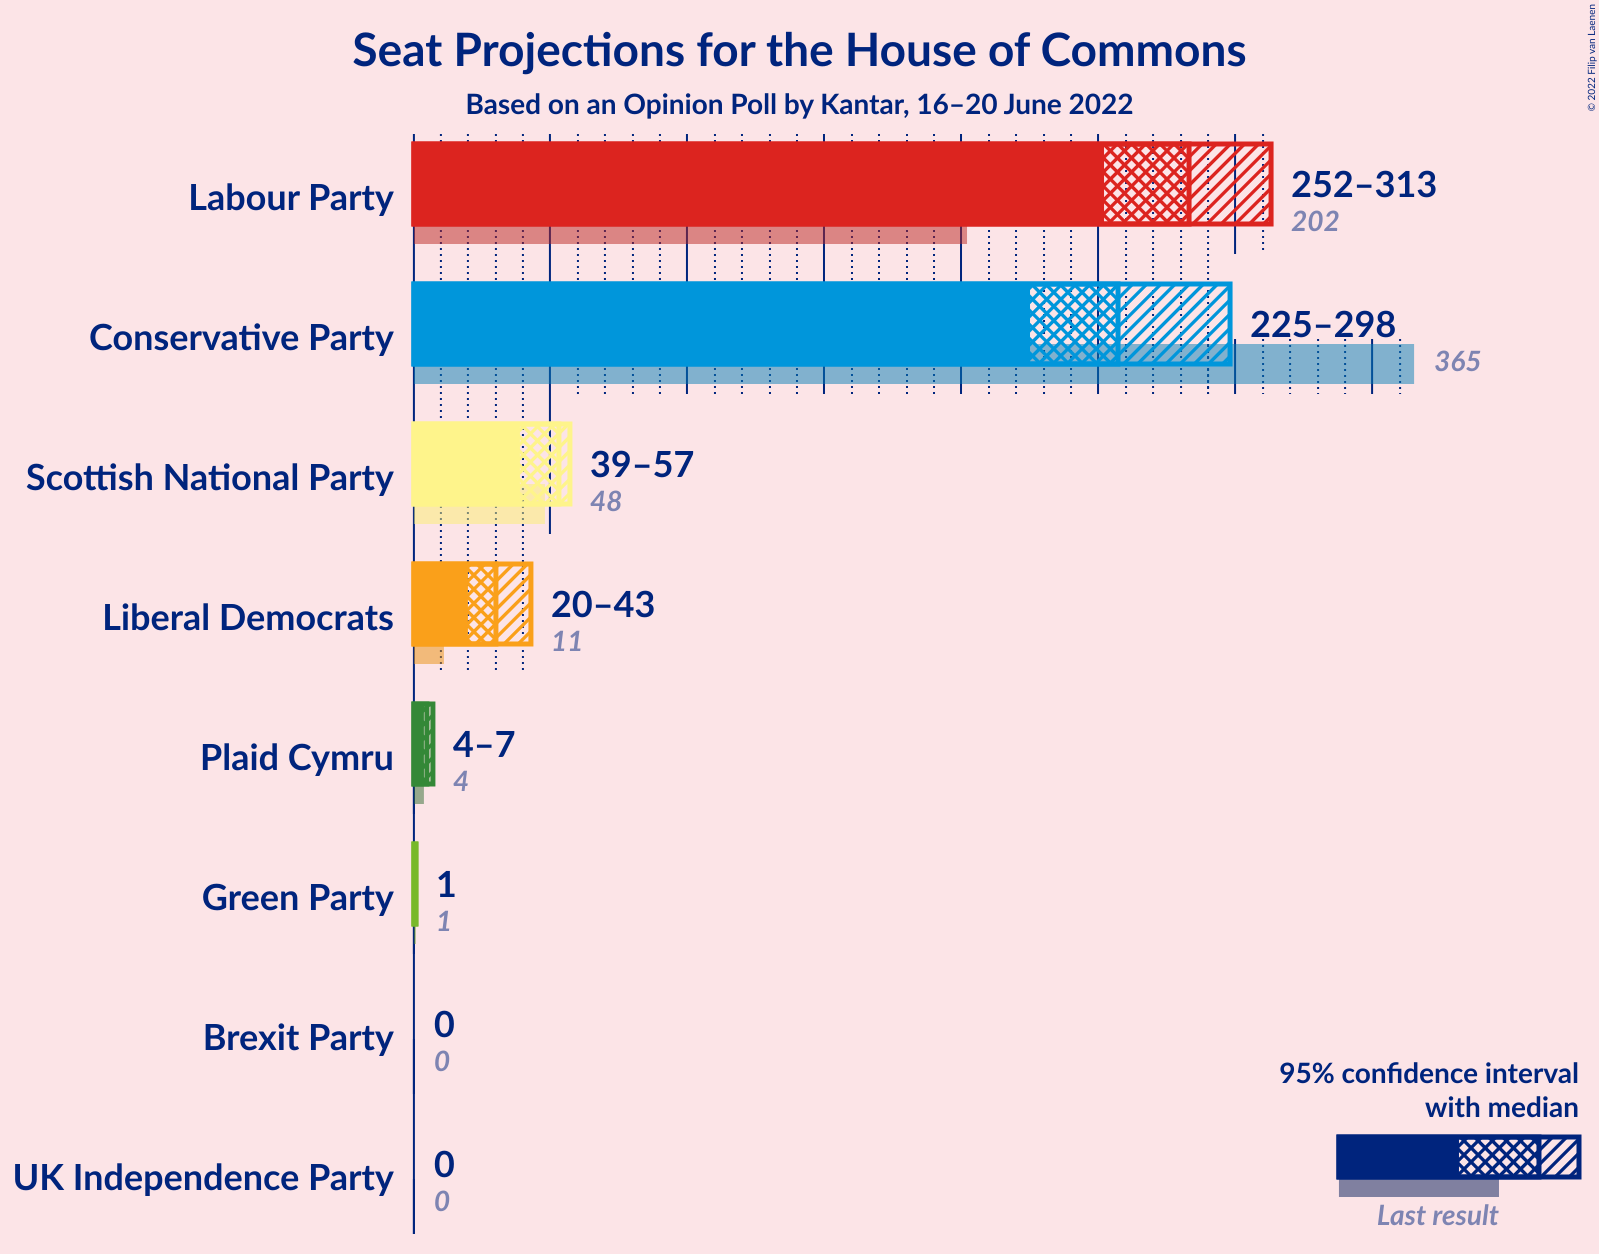 Seat Projections for the House of Commons
Based on an Opinion Poll by Kantar, 16–20 June 2022
© 2022 Filip van Laenen
Labour Party
252–313
202
Conservative Party
225–298
365
Scottish National Party
39–57
48
Liberal Democrats
20–43
11
Plaid Cymru
4–7
4
Green Party
1
1
Brexit Party
0
0
UK Independence Party
0
0
95% confidence interval
with median
Last result